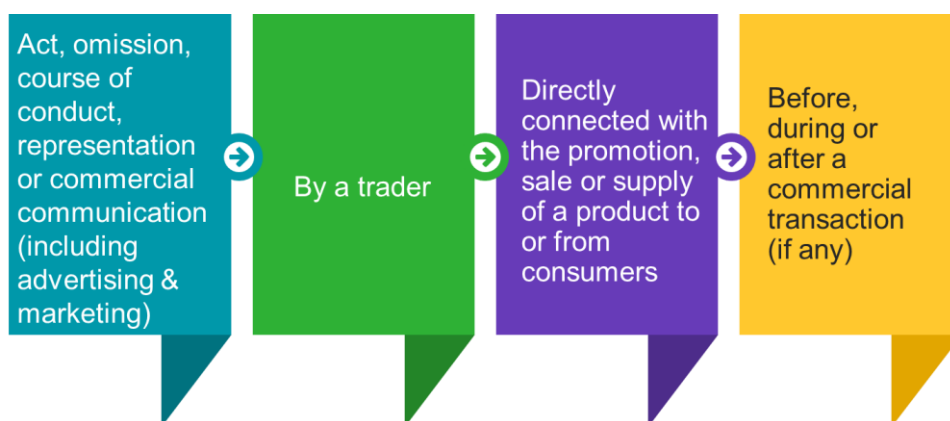 Act, omission,
course of
conduct,
representation
or commercial
communication
(including
advertising &
marketing)
By a trader
Directly
connected with
the promotion,
sale or supply
of a product to
or from
consumers
Before,
during or
after a
commercial
transaction
(if any)